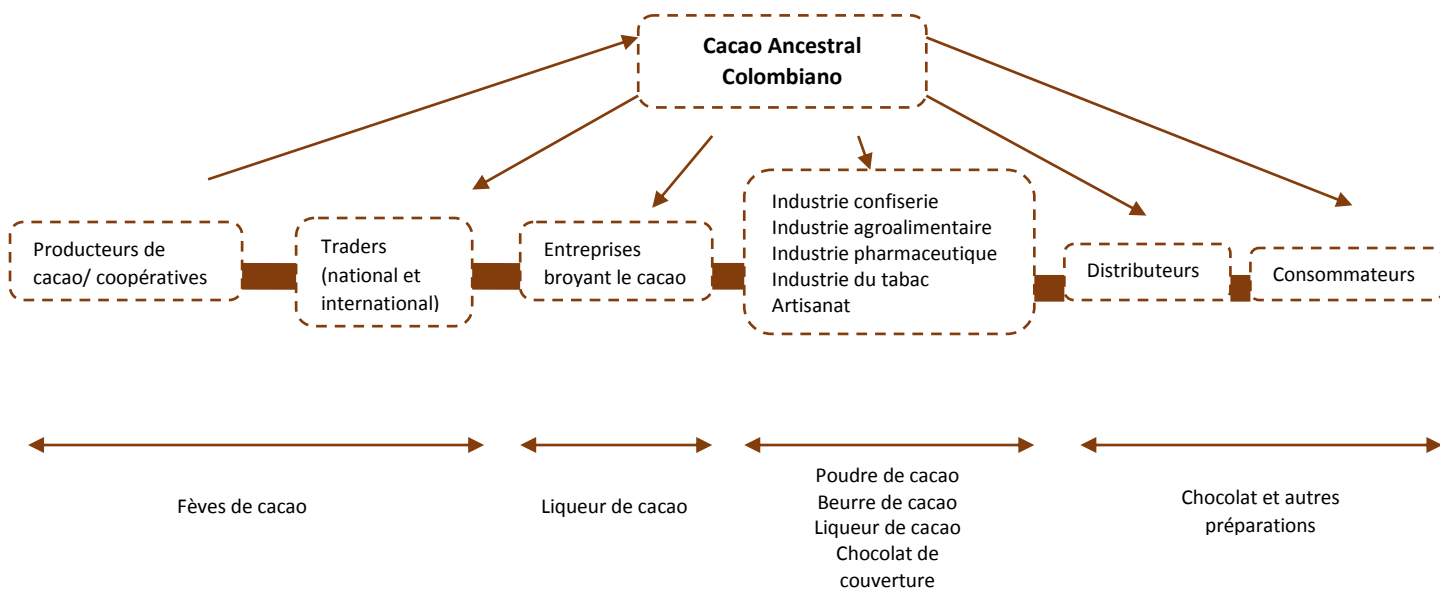 Cacao Ancestral
Colombiano
Producteurs de
cacao/ coopératives
Traders
(national et
international)
Entreprises
broyant le cacao
Industrie confiserie
Industrie agroalimentaire
Industrie pharmaceutique
Industrie du tabac
Artisanat
Distributeurs
Consommateurs
Fèves de cacao
Liqueur de cacao
Poudre de cacao
Beurre de cacao
Liqueur de cacao
Chocolat de
couverture
Chocolat et autres
préparations